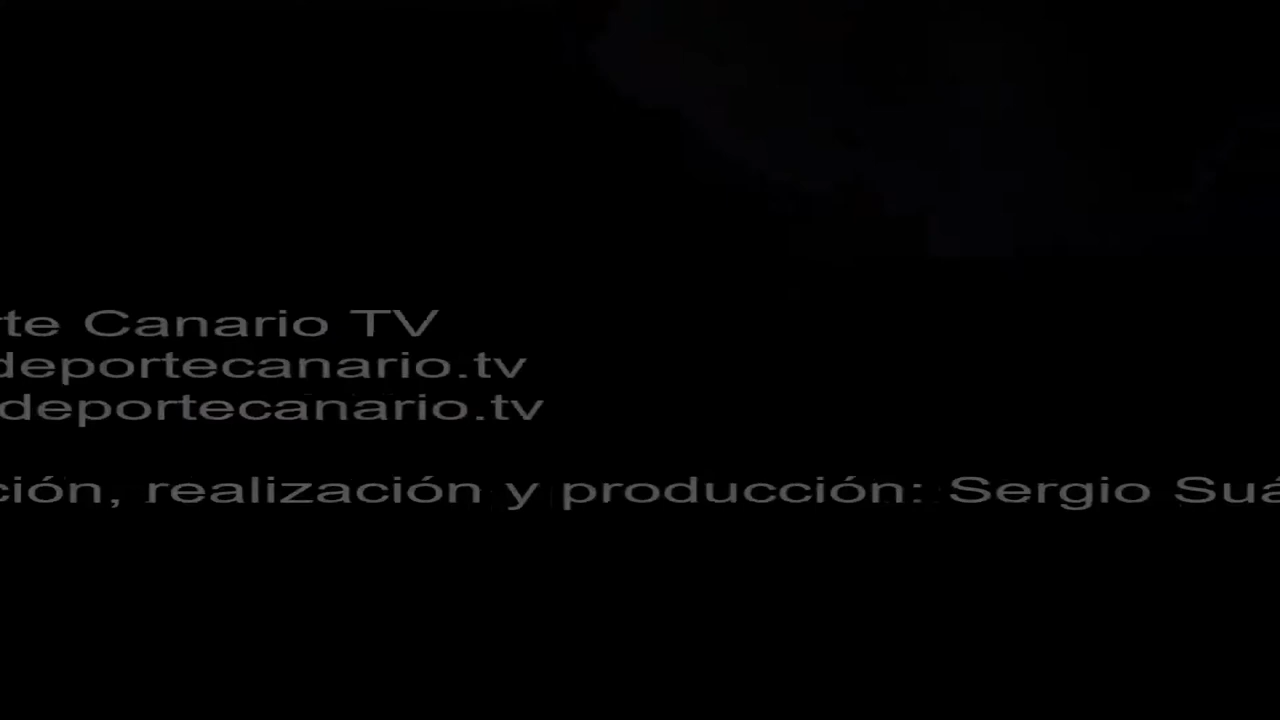 rte Canario TV
deportecanario.tv
deportecanario.tv
ción, realización y producción: Sergio Suá